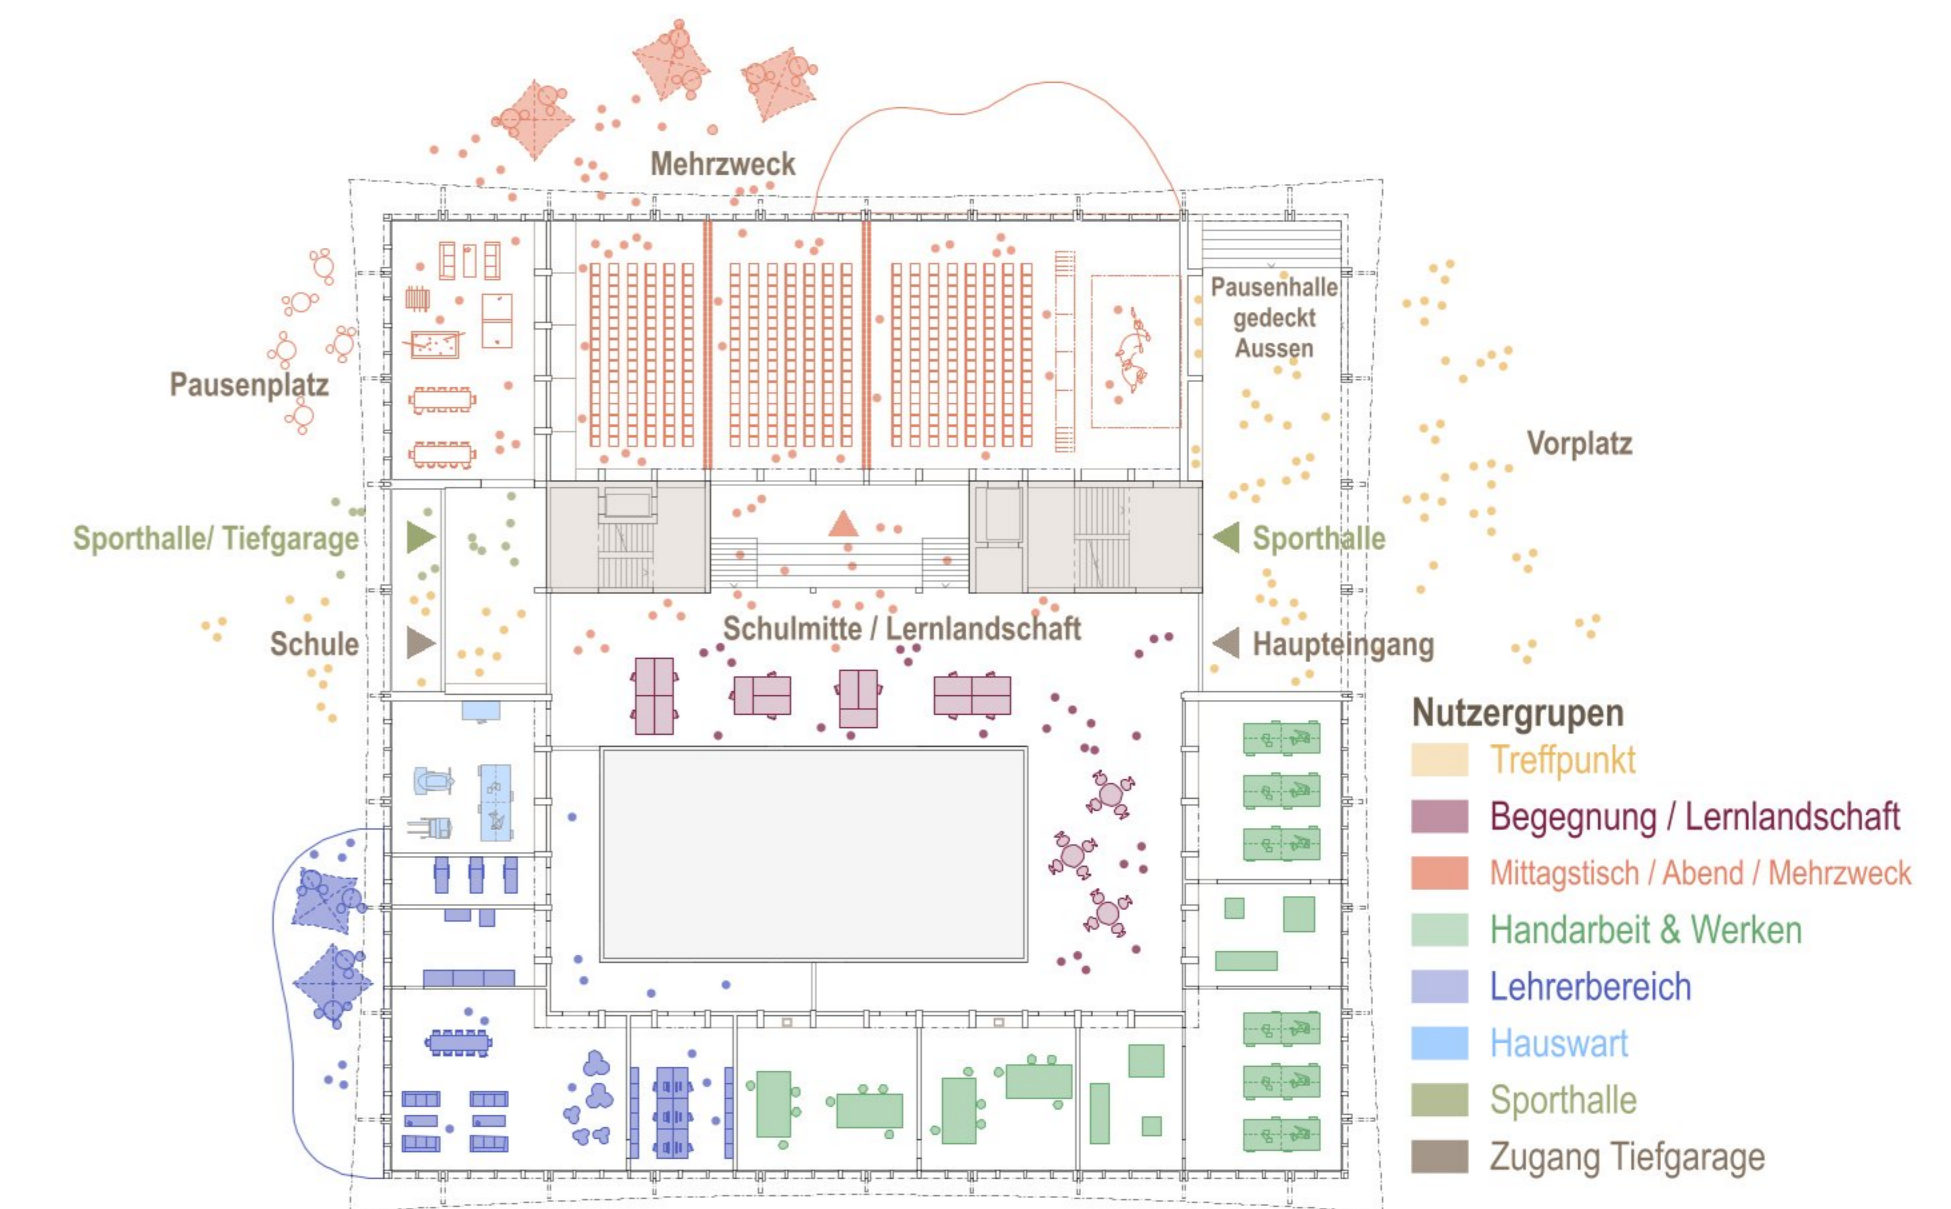 Mehrzweck
Pausenhalle
gedeckt
Aussen
Pausenplatz
Vorplatz
Sporthalle/ Tiefgarage
Sporthalle
Schule
Schulmitte / Lernlandschaft
Haupteingang
Nutzergrupen
Treffpunkt
Begegnung / Lernlandschaft
Mittagstisch / Abend / Mehrzweck
Handarbeit & Werken
Lehrerbereich
Hauswart
Sporthalle
Zugang Tiefgarage